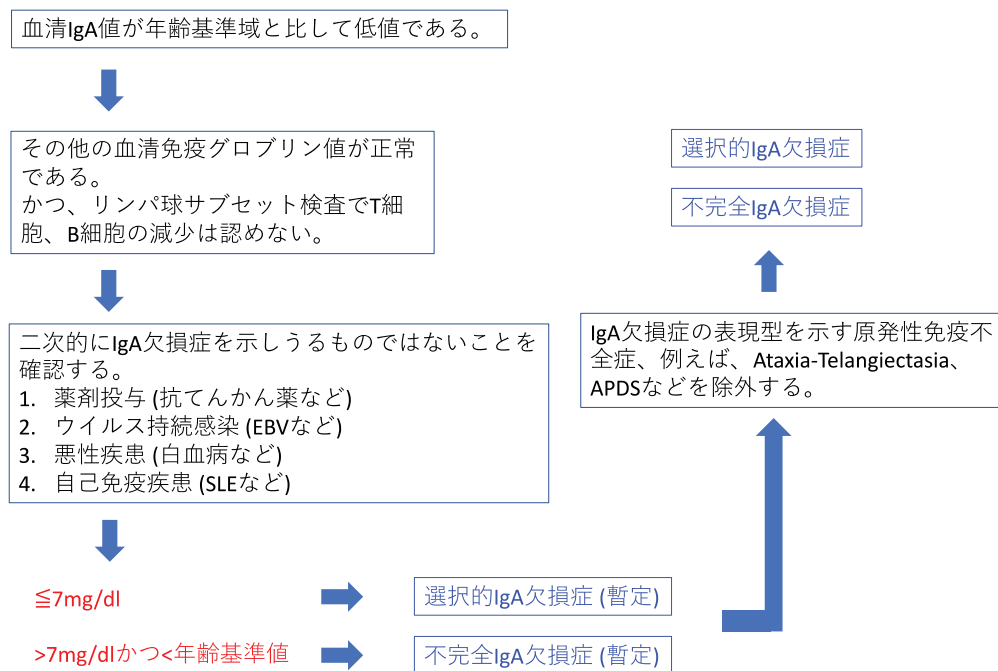 血清IgA値が年齢基準域と比して低値である。
その他の血清免疫グロブリン値が正常
である。
かつ、リンパ球サブセット検査でT細
胞、B細胞の減少は認めない。
二次的にIgA欠損症を示しうるものではないことを
確認する。
1. 薬剤投与 (抗てんかん薬など)
2. ウイルス持続感染 (EBVなど)
3. 悪性疾患 (白血病など)
4. 自己免疫疾患 (SLEなど)
≦7mg/dl
選択的IgA欠損症 (暫定)
>7mg/dlかつ<年齢基準値
不完全IgA欠損症 (暫定)
IgA欠損症の表現型を示す原発性免疫不
全症、例えば、Ataxia-Telangiectasia、
APDSなどを除外する。
選択的IgA欠損症
不完全IgA欠損症